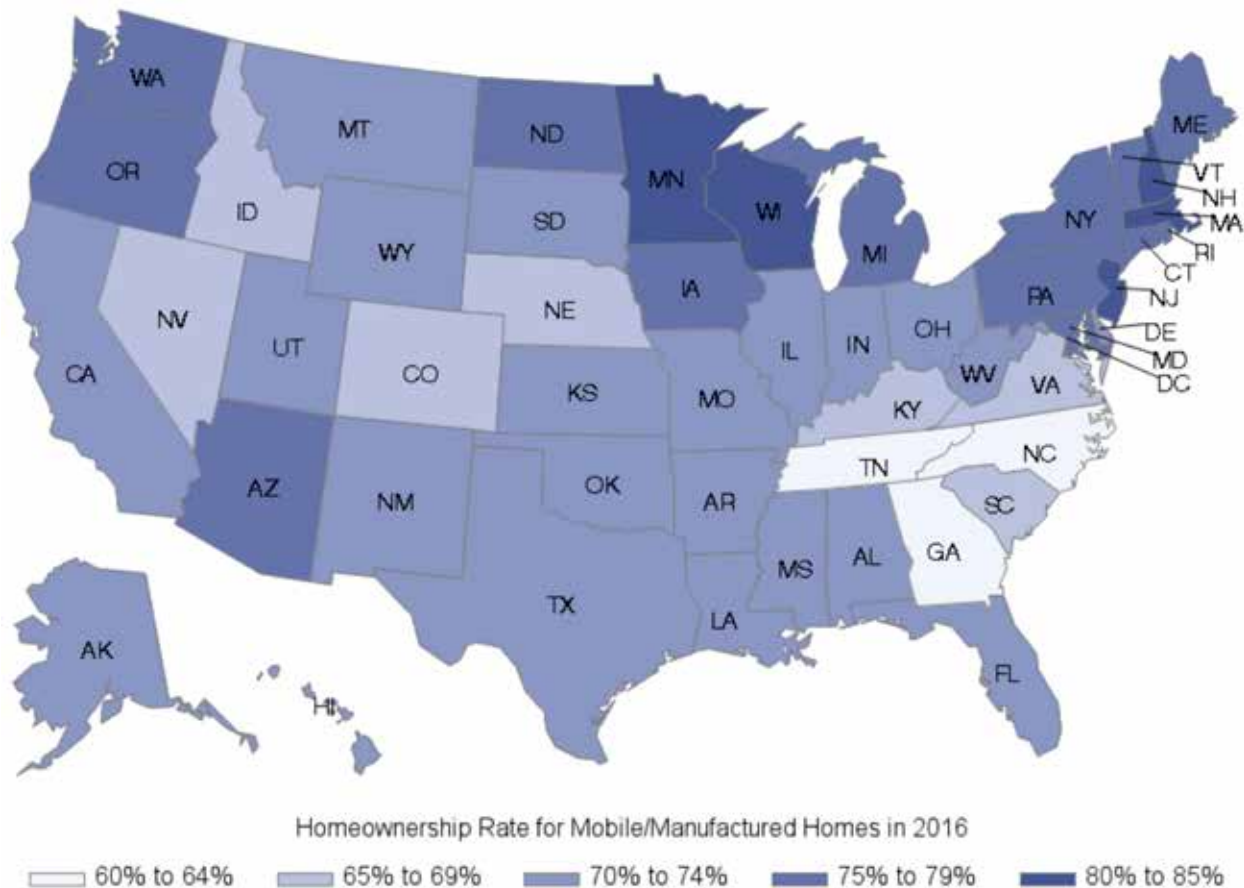 WA
MT
ND
ME
OR
MN
VT
ID
WI
NH
SD
NY
MA
WY
MI
RI
CT
IA
PA
NJ
NE
NV
OH
DE
UT
IL
IN
MD
CA
CO
WV
VA
DC
KS
MO
KY
TN
NC
AZ
OK
NM
AR
SC
GA
MS
AL
TX
LA
AK
FL
HI
Homeownership Rate for Mobile/Manufactured Homes in 2016
60% to 64% 65% to 69% 70% to 74% 75% to 79% 80% to 85%